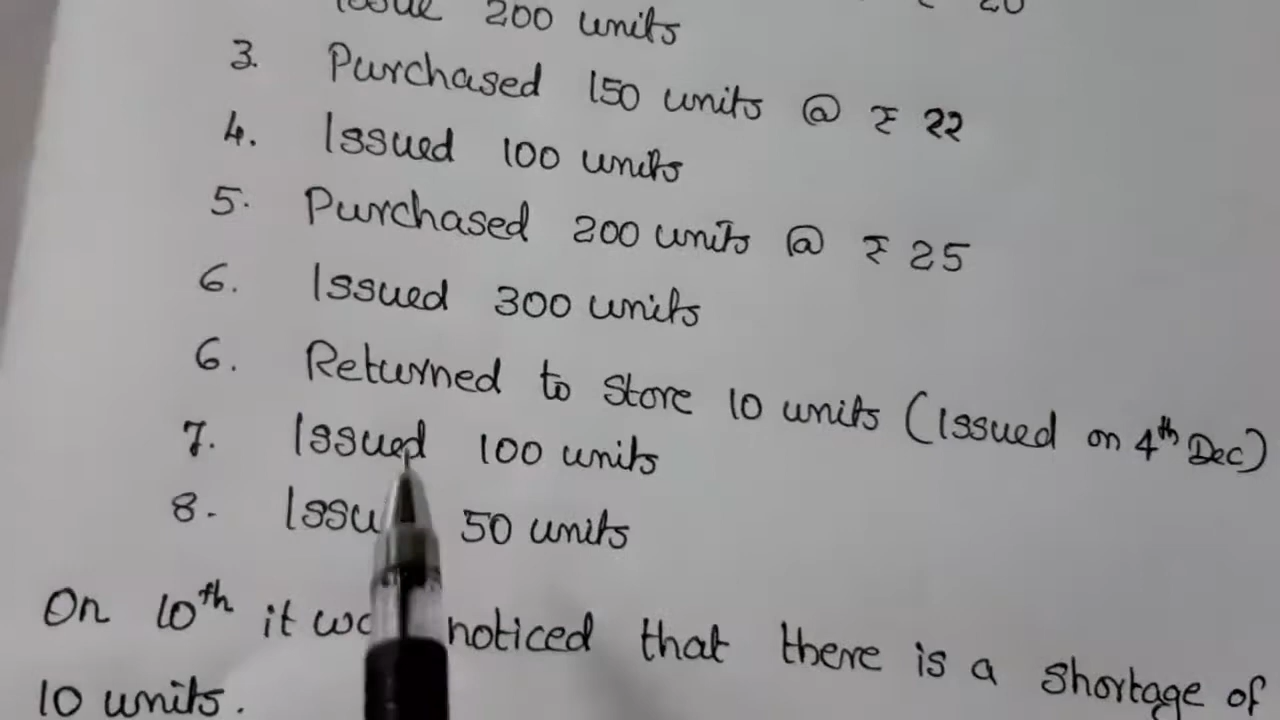 Issue 200 units ₹ 20
3. Purchased 150 units @ ₹ 22
4. Issued 100 units
5. Purchased 200 units @ ₹ 25
6. Issued 300 units
6. Returned to store 10 units (Issued on 4th Dec)
7. Issued 100 units
8. Issu 50 units
On 10th it noticed that there is a shortage of
10 units.